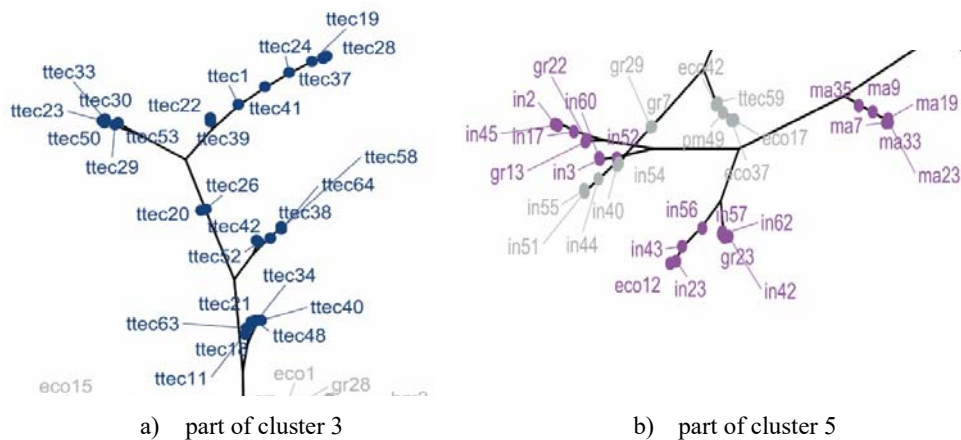 ttec19
ttec24
ttec28
ttec33
ttec1
ttec37
ttec30
ttec22
ttec23
ttec41
ttec50
ttec53
ttec39
ttec29
ttec58
ttec26
ttec64
ttec20
ttec42
ttec38
ttec52
ttec34
ttec21
ttec40
ttec63
ttec48
ttec18
ttec11
eco15
eco1
gr28
gr29
eco42
gr22
ma35
ma9
in2
in60
gr7
ttec59
ma19
in45
in17
in52
pm49
eco17
ma7
ma33
gr13
in3
in54
eco37
ma23
in55
in40
in56
in57
in62
in51
in44
in43
gr23
eco12
in23
in42
a) part of cluster 3
b) part of cluster 5